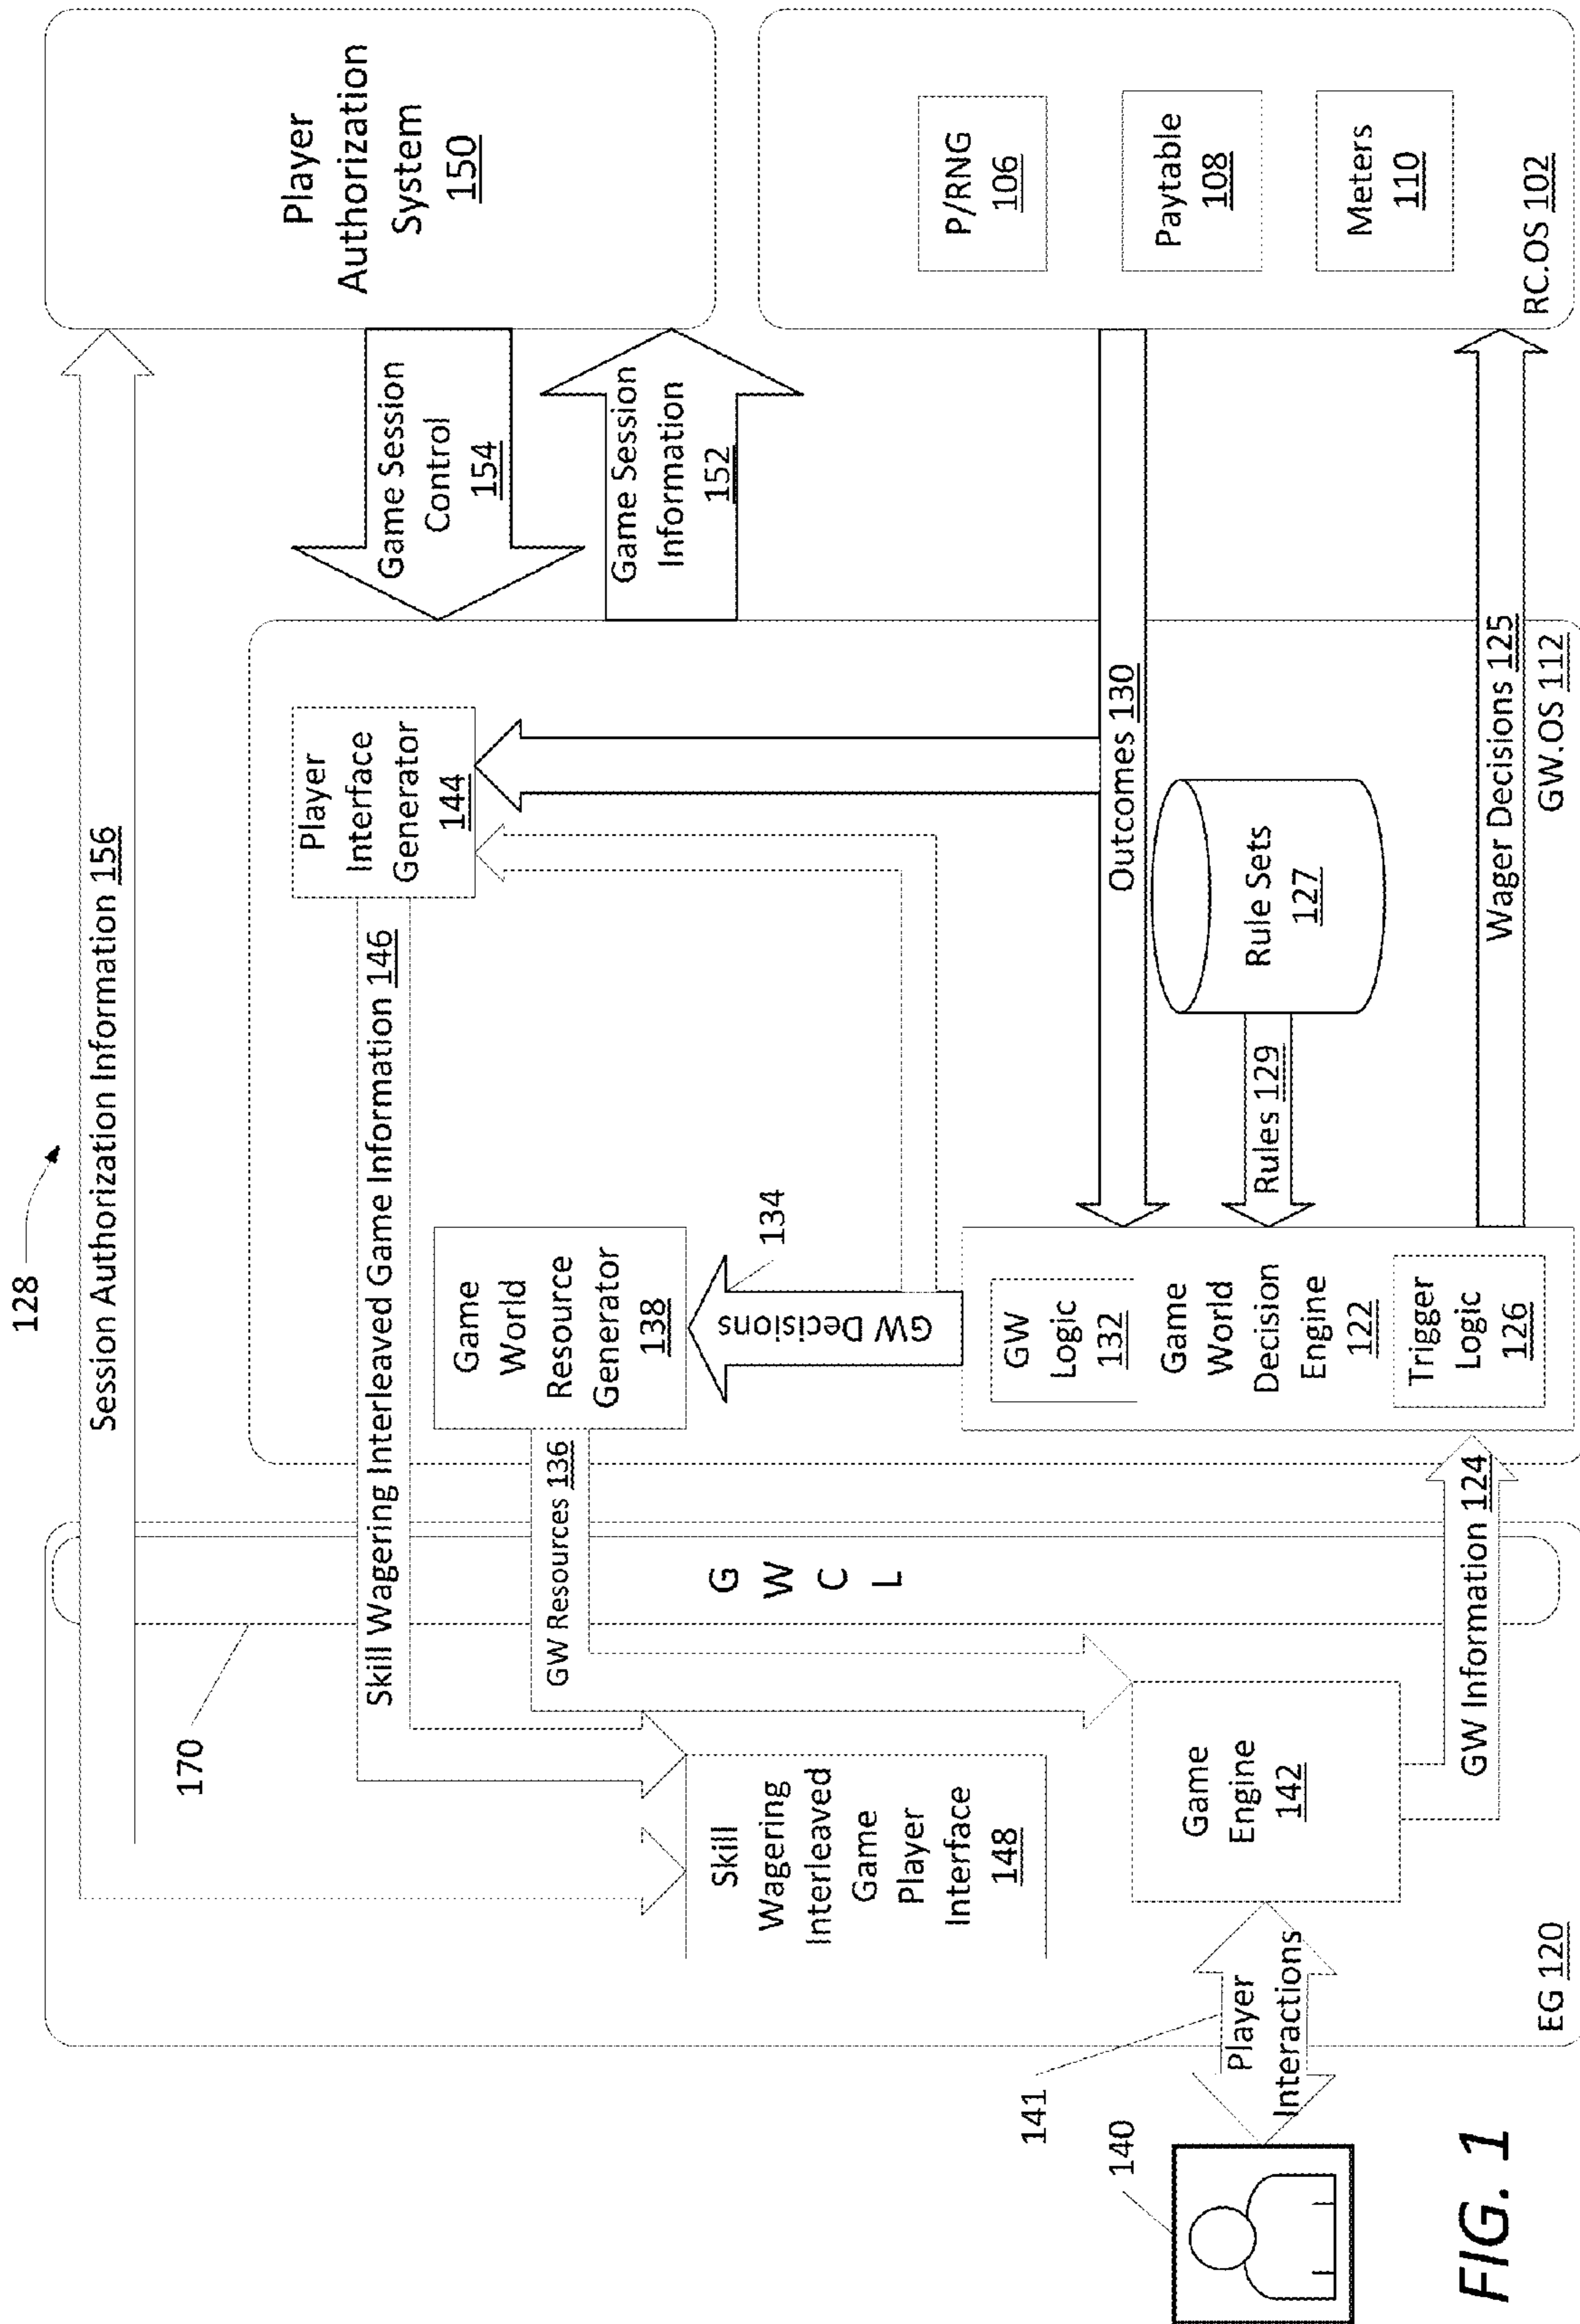 128
Session Authorization Information 156
170
Skill Wagering Interleaved Game Information 146
GW Resources 136
G
W
C
L
Skill
Wagering
Interleaved
Game
Player
Interface
148
Game
Engine
142
GW Information 124
EG 120
Player
Interactions
141
140
Game
World
Resource
Generator
138
134
GW Decisions
GW
Logic
132
Game
World
Decision
Engine
122
Trigger
Logic
126
Player
Interface
Generator
144
Outcomes 130
Rules 129
Rule Sets
127
Wager Decisions 125
GW.OS 112
Game Session
Control
154
Game Session
Information
152
Player
Authorization
System
150
P/RNG
106
Paytable
108
Meters
110
RC.OS 102
FIG. 1